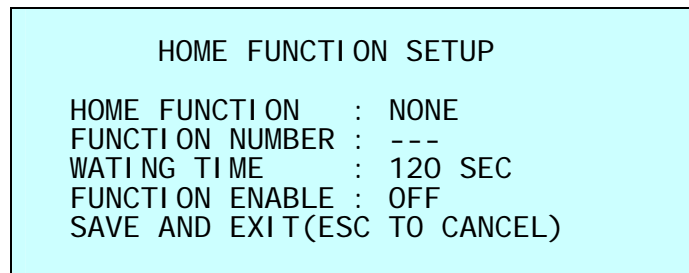 HOME FUNCTION SETUP
HOME FUNCTION : NONE
FUNCTION NUMBER : ---
WATING TIME : 120 SEC
FUNCTION ENABLE : OFF
SAVE AND EXIT(ESC TO CANCEL)